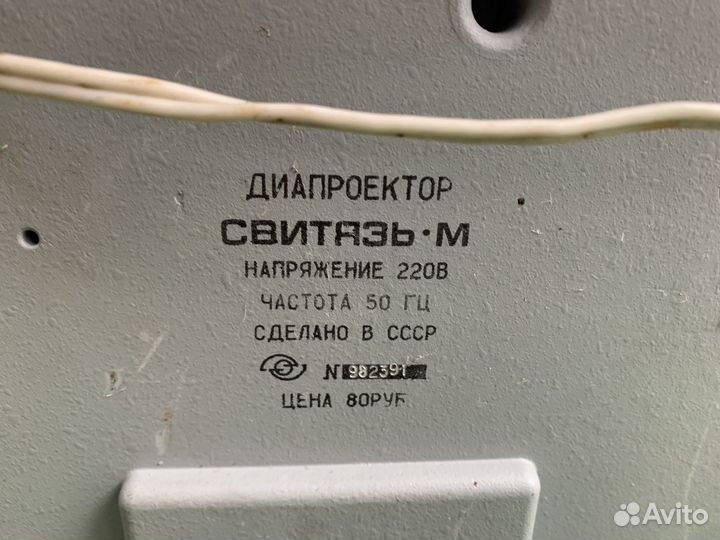 ДИАПРОЕКТОР
СВИТЯЗЬ·М
НАПРЯЖЕНИЕ 220В
ЧАСТОТА 50 ГЦ
СДЕЛАНО В СССР
N 982391
ЦЕНА 80РУБ
Avito